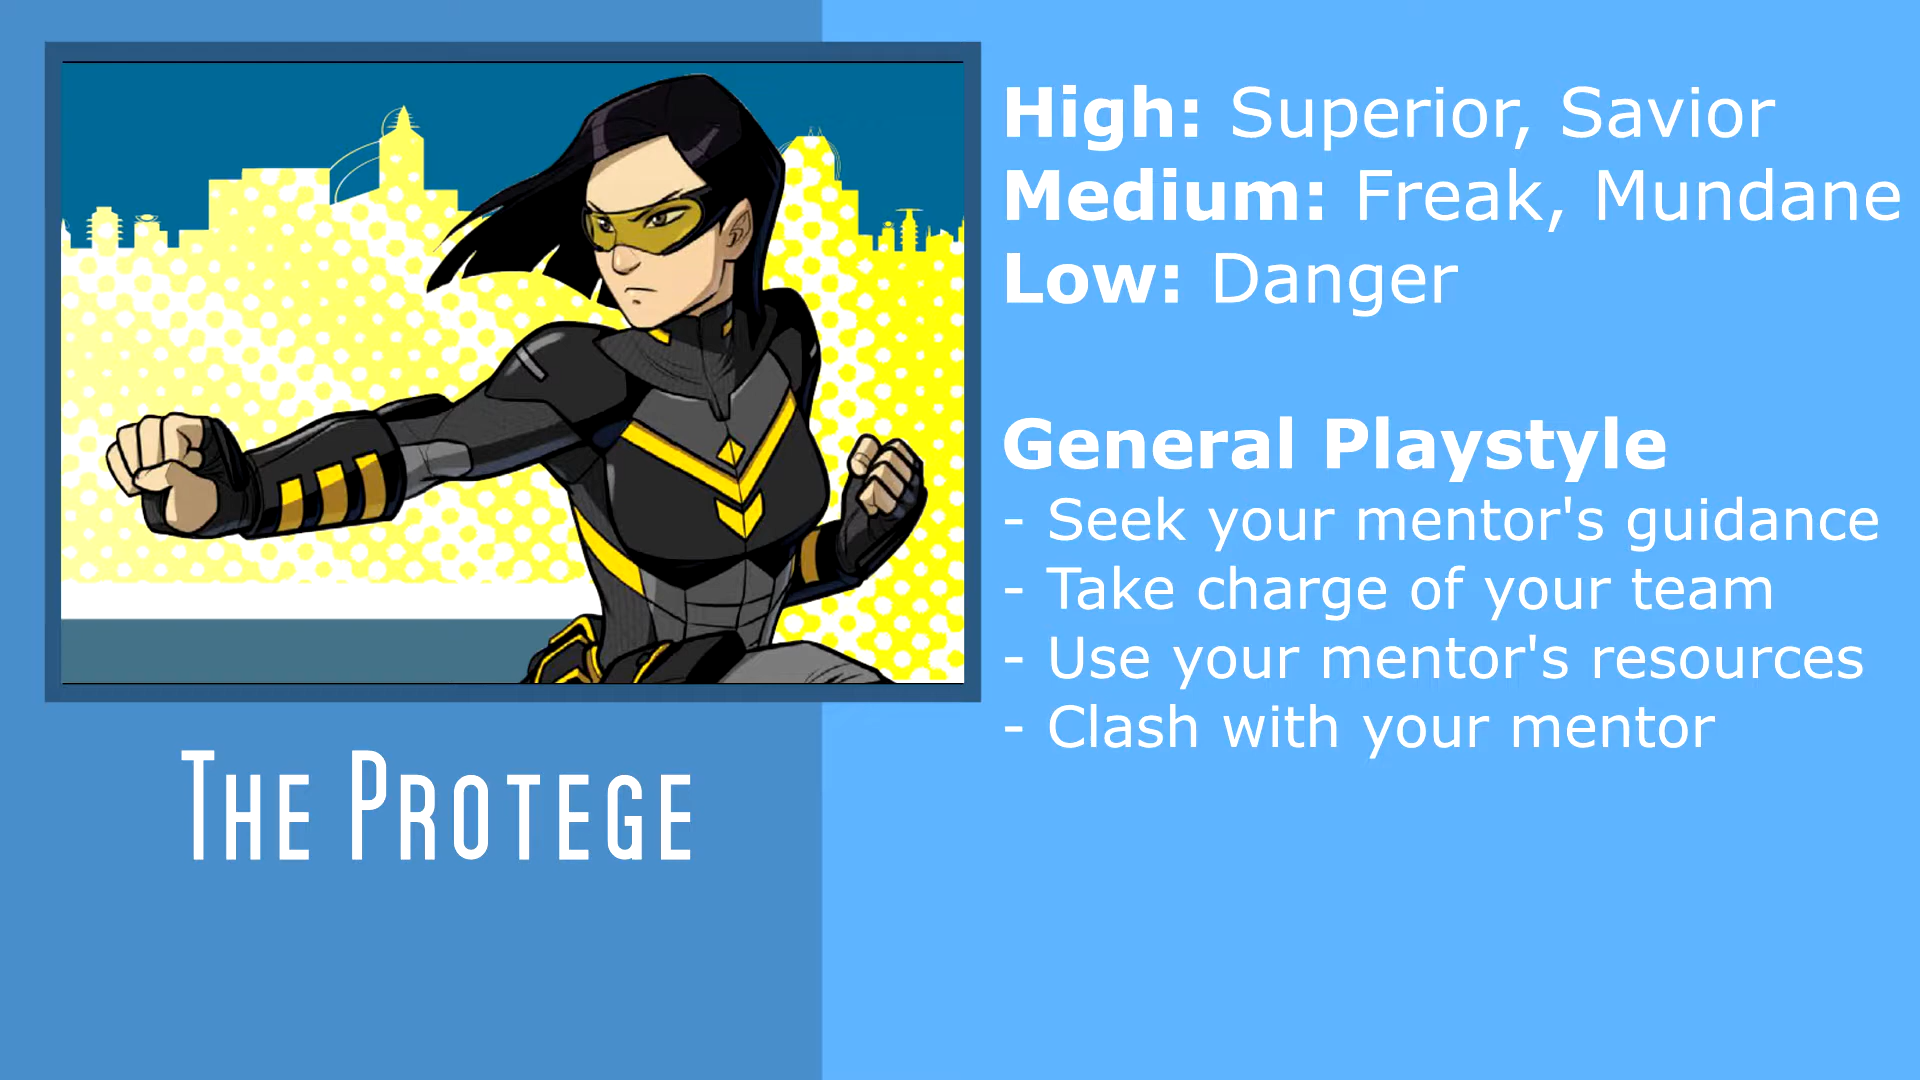 High: Superior, Savior
Medium: Freak, Mundane
Low: Danger
General Playstyle
- Seek your mentor's guidance
- Take charge of your team
- Use your mentor's resources
- Clash with your mentor
The Protege